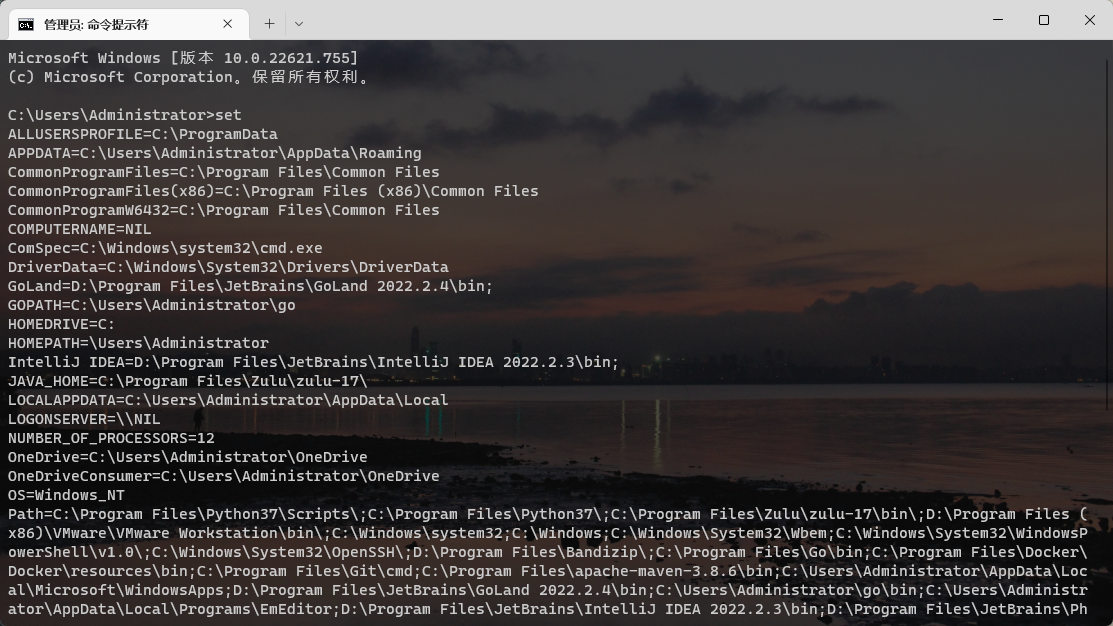 管理员: 命令提示符
Microsoft Windows [版本 10.0.22621.755]
(c) Microsoft Corporation。保留所有权利。
C:\Users\Administrator>set
ALLUSERSPROFILE=C:\ProgramData
APPDATA=C:\Users\Administrator\AppData\Roaming
CommonProgramFiles=C:\Program Files\Common Files
CommonProgramFiles(x86)=C:\Program Files (x86)\Common Files
CommonProgramW6432=C:\Program Files\Common Files
COMPUTERNAME=NIL
ComSpec=C:\Windows\system32\cmd.exe
DriverData=C:\Windows\System32\Drivers\DriverData
GoLand=D:\Program Files\JetBrains\GoLand 2022.2.4\bin;
GOPATH=C:\Users\Administrator\go
HOMEDRIVE=C:
HOMEPATH=\Users\Administrator
IntelliJ IDEA=D:\Program Files\JetBrains\IntelliJ IDEA 2022.2.3\bin;
JAVA_HOME=C:\Program Files\Zulu\zulu-17\
LOCALAPPDATA=C:\Users\Administrator\AppData\Local
LOGONSERVER=\\NIL
NUMBER_OF_PROCESSORS=12
OneDrive=C:\Users\Administrator\OneDrive
OneDriveConsumer=C:\Users\Administrator\OneDrive
OS=Windows_NT
Path=C:\Program Files\Python37\Scripts\;C:\Program Files\Python37\;C:\Program Files\Zulu\zulu-17\bin\;D:\Program Files (
x86)\VMware\VMware Workstation\bin\;C:\Windows\system32;C:\Windows;C:\Windows\System32\Wbem;C:\Windows\System32\WindowsP
owerShell\v1.0\;C:\Windows\System32\OpenSSH\;D:\Program Files\Bandizip\;C:\Program Files\Go\bin;C:\Program Files\Docker\
Docker\resources\bin;C:\Program Files\Git\cmd;C:\Program Files\apache-maven-3.8.6\bin;C:\Users\Administrator\AppData\Loc
al\Microsoft\WindowsApps;D:\Program Files\JetBrains\GoLand 2022.2.4\bin;C:\Users\Administrator\go\bin;C:\Users\Administr
ator\AppData\Local\Programs\EmEditor;D:\Program Files\JetBrains\IntelliJ IDEA 2022.2.3\bin;D:\Program Files\JetBrains\Ph